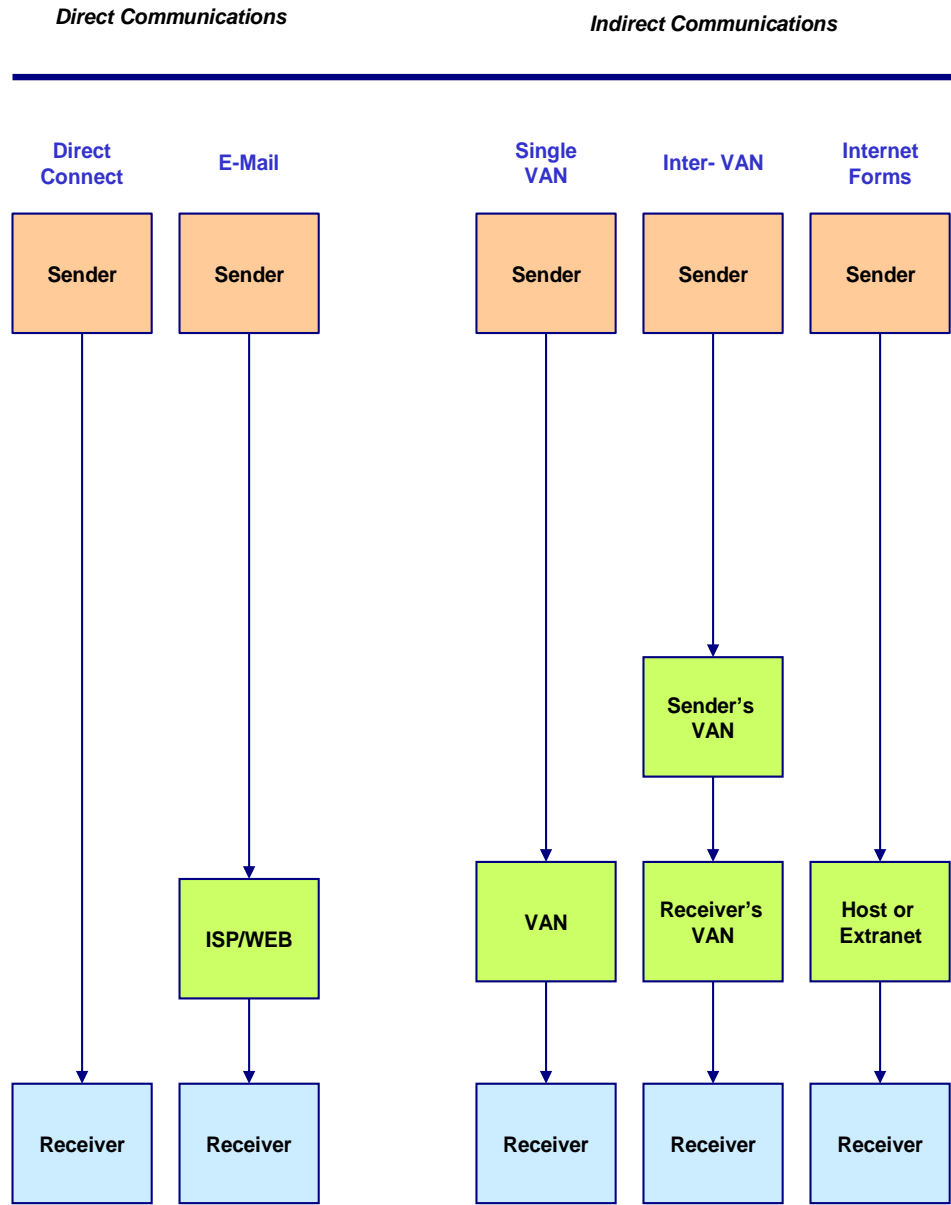 Direct Communications
Indirect Communications
Direct
Connect
E-Mail
Single
VAN
Inter- VAN
Internet
Forms
Sender
Sender
Sender
Sender
Sender
Sender's
VAN
ISP/WEB
VAN
Receiver's
VAN
Host or
Extranet
Receiver
Receiver
Receiver
Receiver
Receiver